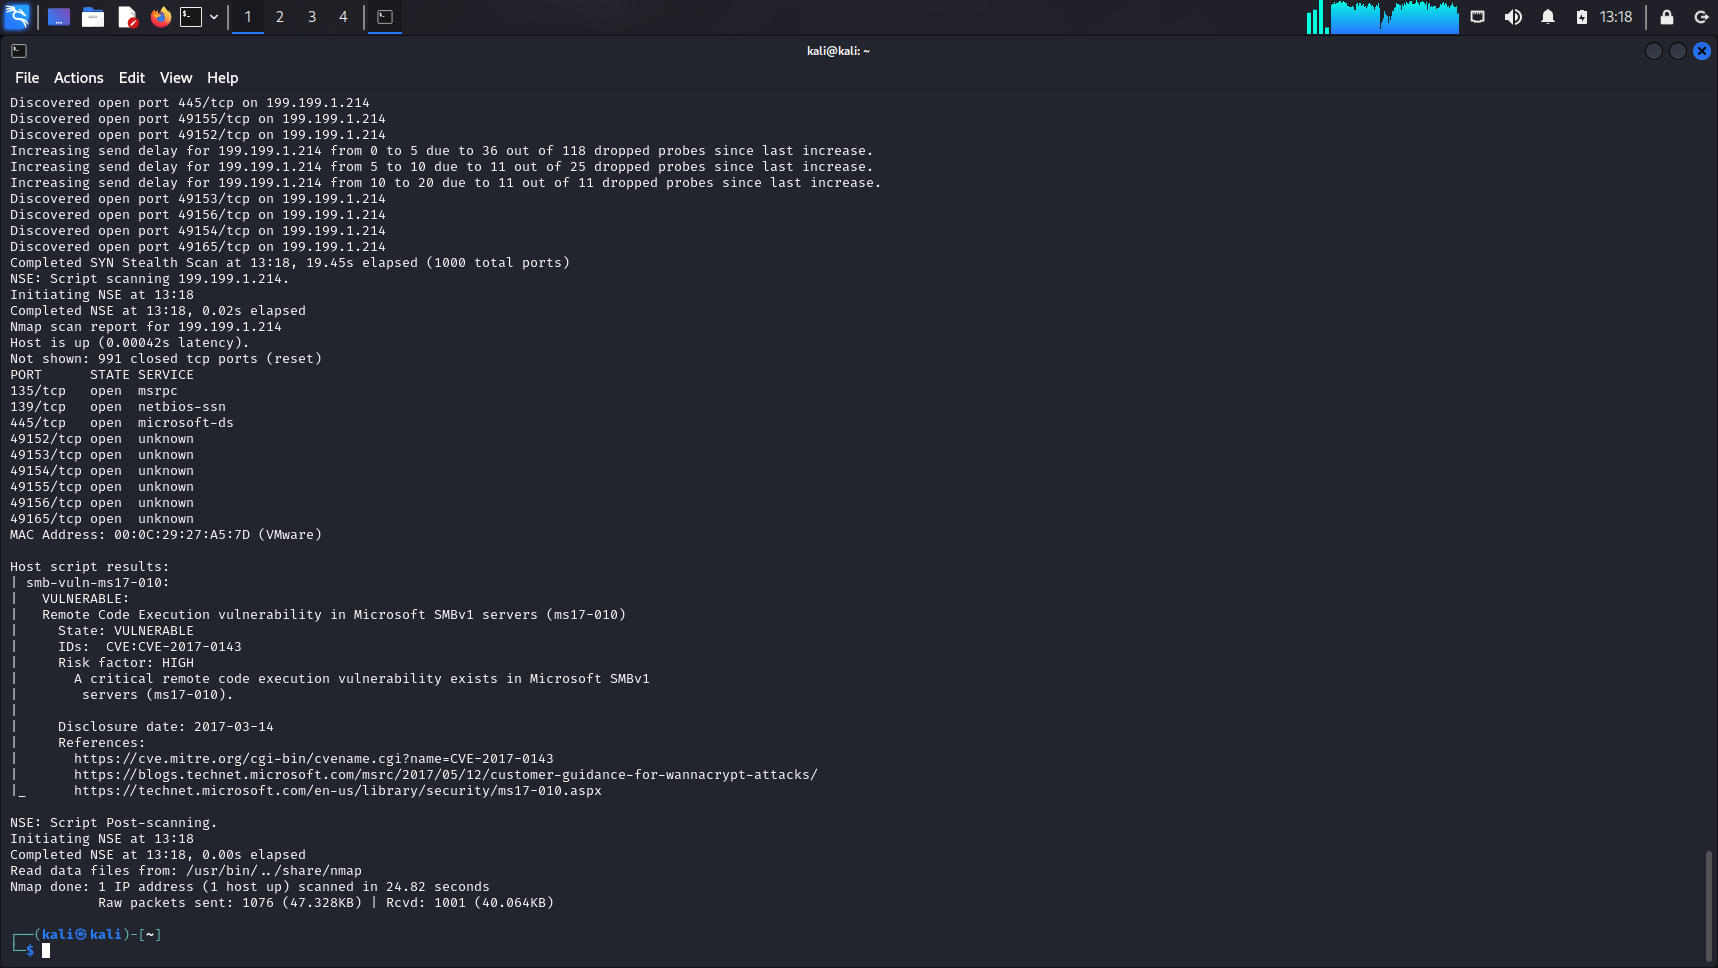 1 2 3 4 13:18
kali@kali: ~
File Actions Edit View Help
Discovered open port 445/tcp on 199.199.1.214
Discovered open port 49155/tcp on 199.199.1.214
Discovered open port 49152/tcp on 199.199.1.214
Increasing send delay for 199.199.1.214 from 0 to 5 due to 36 out of 118 dropped probes since last increase.
Increasing send delay for 199.199.1.214 from 5 to 10 due to 11 out of 25 dropped probes since last increase.
Increasing send delay for 199.199.1.214 from 10 to 20 due to 11 out of 11 dropped probes since last increase.
Discovered open port 49153/tcp on 199.199.1.214
Discovered open port 49156/tcp on 199.199.1.214
Discovered open port 49154/tcp on 199.199.1.214
Discovered open port 49165/tcp on 199.199.1.214
Completed SYN Stealth Scan at 13:18, 19.45s elapsed (1000 total ports)
NSE: Script scanning 199.199.1.214.
Initiating NSE at 13:18
Completed NSE at 13:18, 0.02s elapsed
Nmap scan report for 199.199.1.214
Host is up (0.00042s latency).
Not shown: 991 closed tcp ports (reset)
PORT      STATE SERVICE
135/tcp   open  msrpc
139/tcp   open  netbios-ssn
445/tcp   open  microsoft-ds
49152/tcp open  unknown
49153/tcp open  unknown
49154/tcp open  unknown
49155/tcp open  unknown
49156/tcp open  unknown
49165/tcp open  unknown
MAC Address: 00:0C:29:27:A5:7D (VMware)
Host script results:
| smb-vuln-ms17-010:
|   VULNERABLE:
|   Remote Code Execution vulnerability in Microsoft SMBv1 servers (ms17-010)
|     State: VULNERABLE
|     IDs:  CVE:CVE-2017-0143
|     Risk factor: HIGH
|       A critical remote code execution vulnerability exists in Microsoft SMBv1
|        servers (ms17-010).
|
|     Disclosure date: 2017-03-14
|     References:
|       https://cve.mitre.org/cgi-bin/cvename.cgi?name=CVE-2017-0143
|       https://blogs.technet.microsoft.com/msrc/2017/05/12/customer-guidance-for-wannacrypt-attacks/
|_      https://technet.microsoft.com/en-us/library/security/ms17-010.aspx
NSE: Script Post-scanning.
Initiating NSE at 13:18
Completed NSE at 13:18, 0.00s elapsed
Read data files from: /usr/bin/../share/nmap
Nmap done: 1 IP address (1 host up) scanned in 24.82 seconds
           Raw packets sent: 1076 (47.328KB) | Rcvd: 1001 (40.064KB)
┌──(kali㉿kali)-[~]
└─$